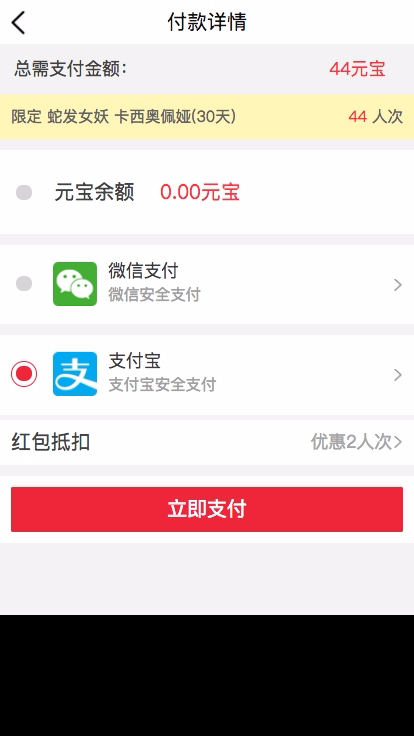 付款详情
总需支付金额： 44元宝
限定 蛇发女妖 卡西奥佩娅(30天) 44 人次
元宝余额 0.00元宝
微信支付
微信安全支付
支
支付宝
支付宝安全支付
红包抵扣 优惠2人次
立即支付